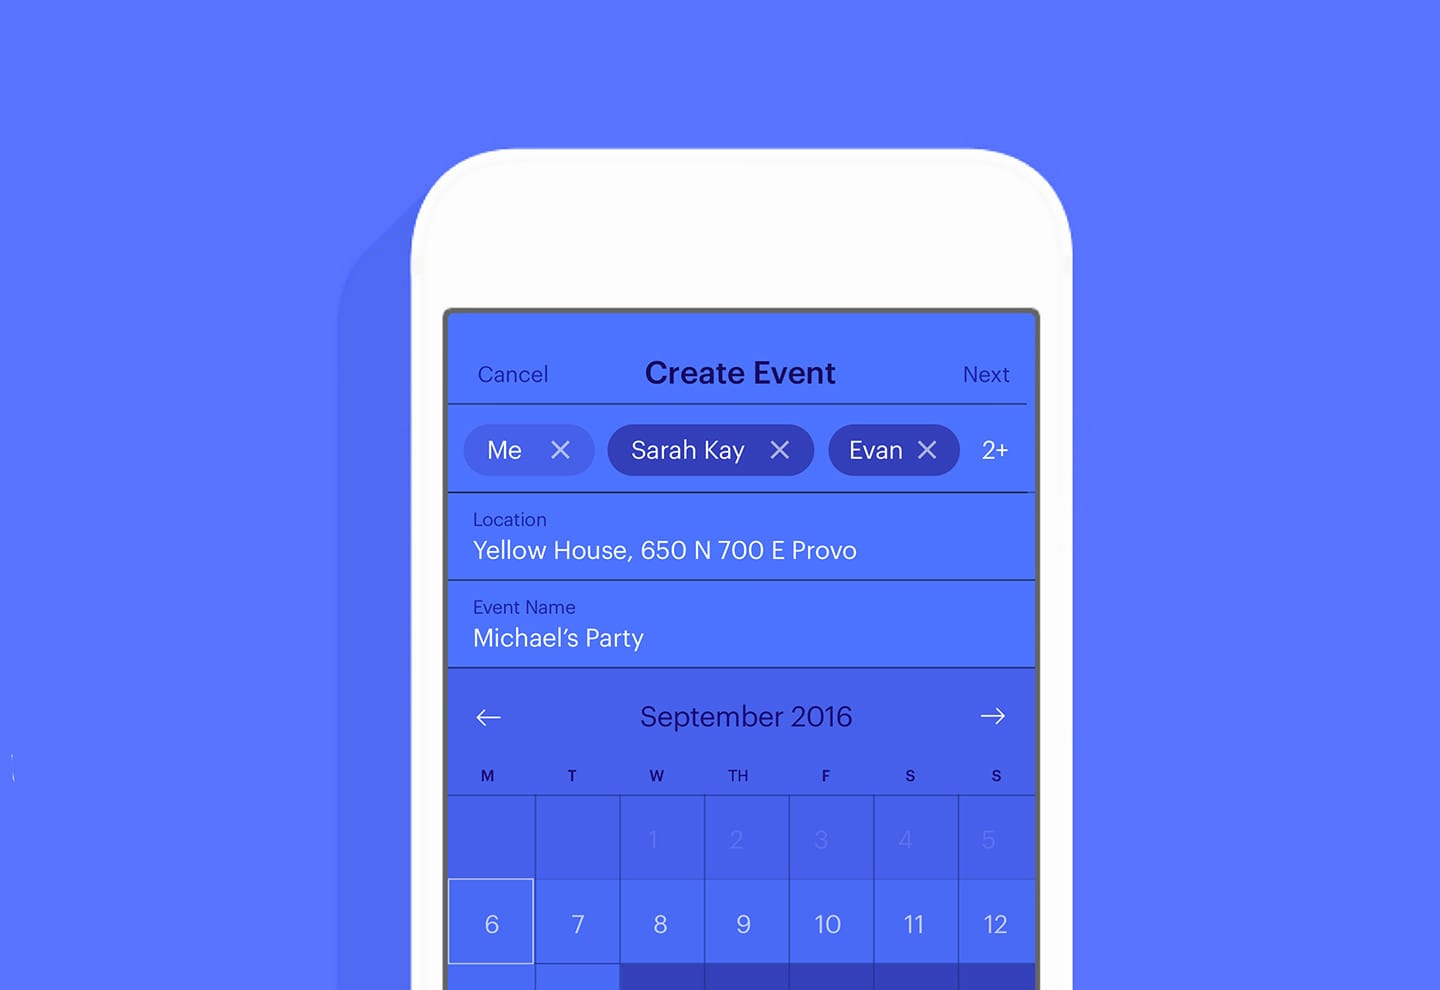 Cancel Create Event Next
Me Sarah Kay Evan 2+
Location
Yellow House, 650 N 700 E Provo
Event Name
Michael’s Party
September 2016
M T W TH F S S
1 2 3 4 5
6 7 8 9 10 11 12